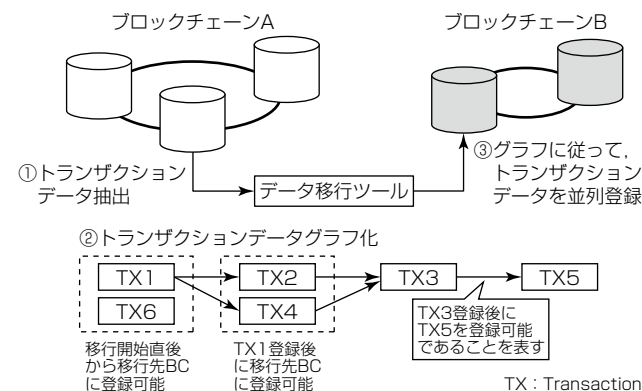 ブロックチェーンA
ブロックチェーンB
①トランザクション
データ抽出
データ移行ツール
③グラフに従って，
トランザクション
データを並列登録
②トランザクションデータグラフ化
TX1
TX2
TX3
TX5
TX6
TX4
TX3登録後に
TX5を登録可能
であることを表す
移行開始直後
から移行先BC
に登録可能
TX1登録後
に移行先BC
に登録可能
TX：Transaction